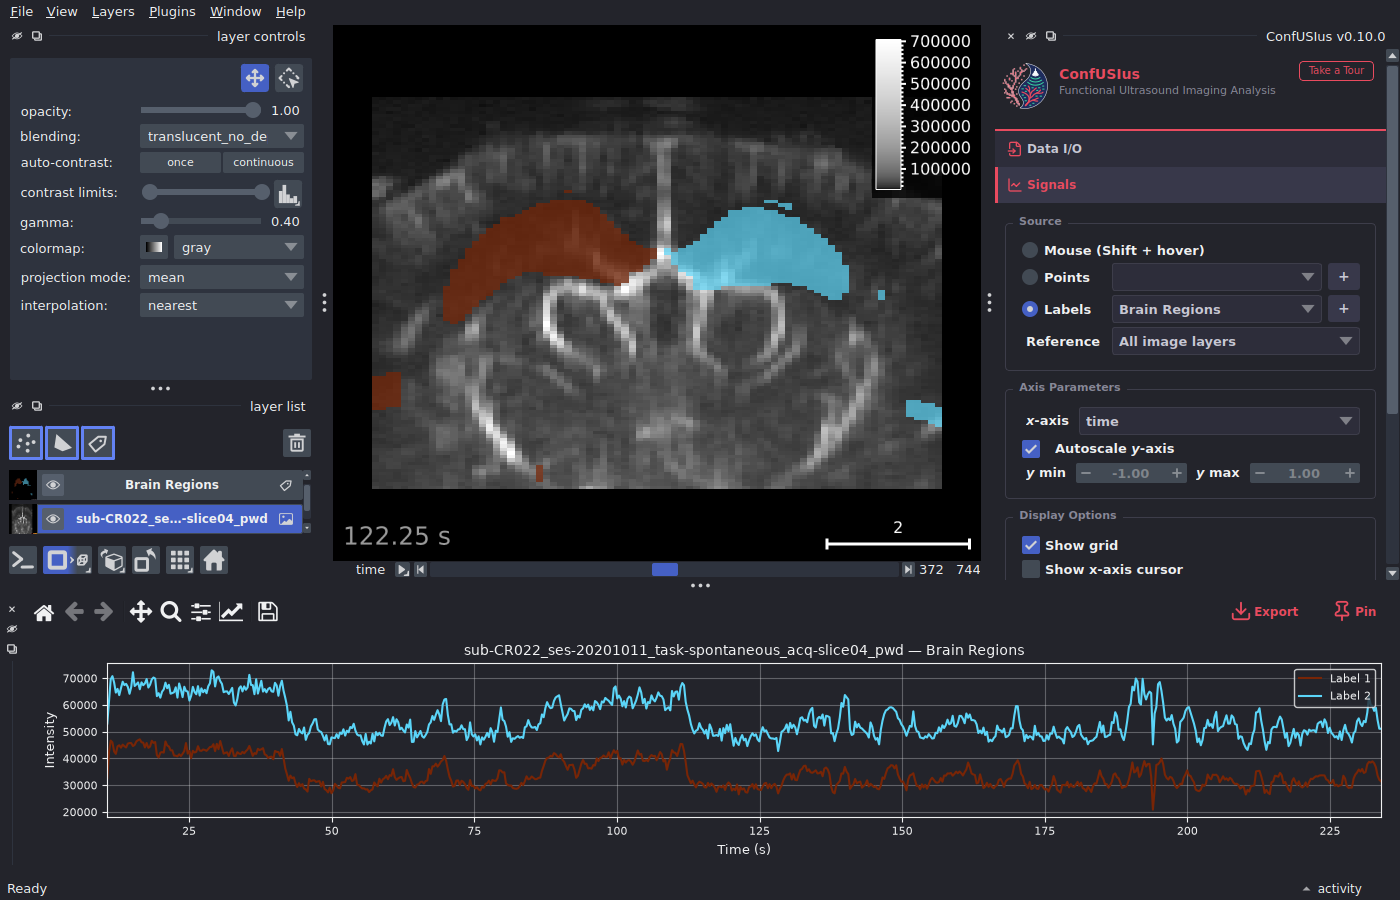 File View Layers Plugins Window Help
layer controls
opacity: 1.00
blending: translucent_no_de
auto-contrast: once continuous
contrast limits:
gamma: 0.40
colormap: gray
projection mode: mean
interpolation: nearest
layer list
Brain Regions
sub-CR022_se...-slice04_pwd
700000
600000
500000
400000
300000
200000
100000
122.25 s
2
time 372 744
ConfUSIus v0.10.0
ConfUSIus
Functional Ultrasound Imaging Analysis
Take a Tour
Data I/O
Signals
Source
Mouse (Shift + hover)
Points +
Labels Brain Regions +
Reference All image layers
Axis Parameters
x-axis time
Autoscale y-axis
y min − -1.00 + y max − 1.00 +
Display Options
Show grid
Show x-axis cursor
Export Pin
sub-CR022_ses-20201011_task-spontaneous_acq-slice04_pwd — Brain Regions
Label 1
Label 2
Intensity
70000
60000
50000
40000
30000
20000
25 50 75 100 125 150 175 200 225
Time (s)
Ready
activity